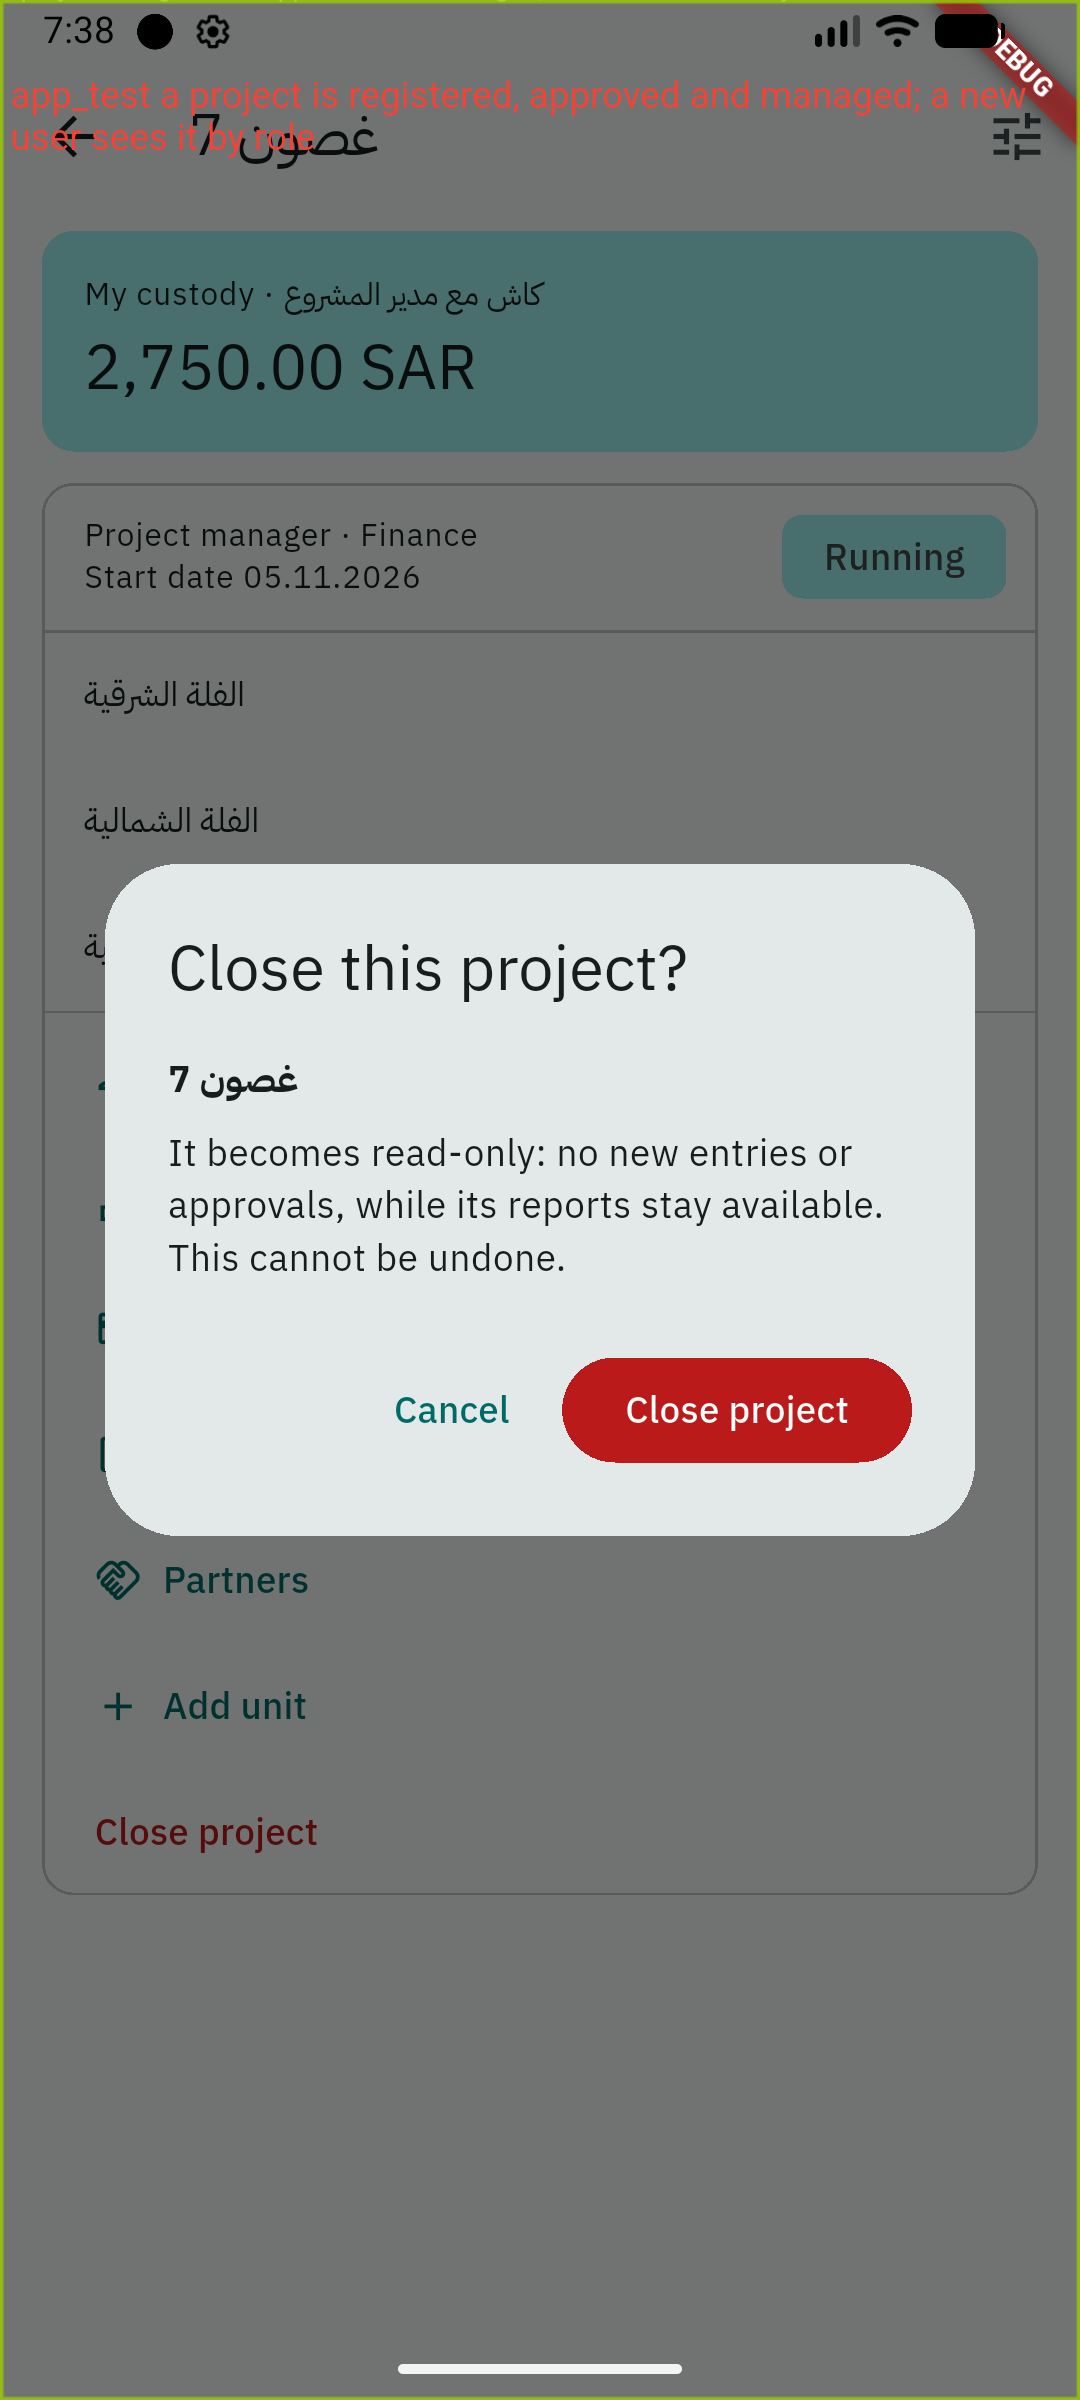 7:38
DEBUG
app_test a project is registered, approved and managed; a new
user sees it by role
غصون 7
My custody · كاش مع مدير المشروع
2,750.00 SAR
Project manager · Finance
Start date 05.11.2026
Running
الفلة الشرقية
الفلة الشمالية
Close this project?
غصون 7
It becomes read-only: no new entries or
approvals, while its reports stay available.
This cannot be undone.
Cancel
Close project
Partners
Add unit
Close project